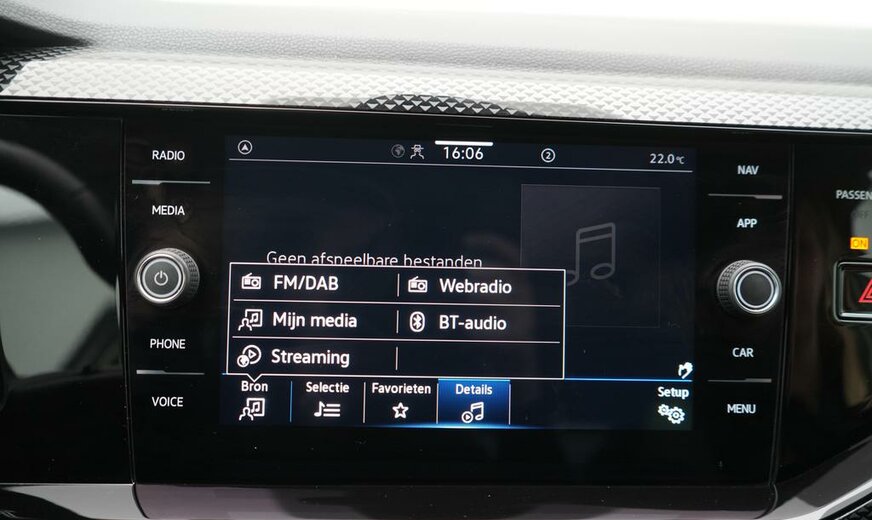 RADIO
MEDIA
PHONE
VOICE
16:06
2
22.0°C
Geen afspeelbare bestanden
FM/DAB
Webradio
Mijn media
BT-audio
Streaming
Bron
Selectie
Favorieten
Details
Setup
NAV
APP
CAR
MENU
PASSEN
ON